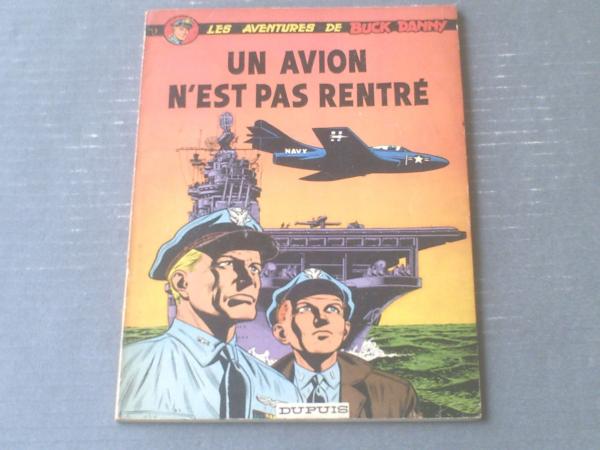 LES AVENTURES DE BUCK DANNY
UN AVION
N'EST PAS RENTRÉ
NAVY
DUPUIS